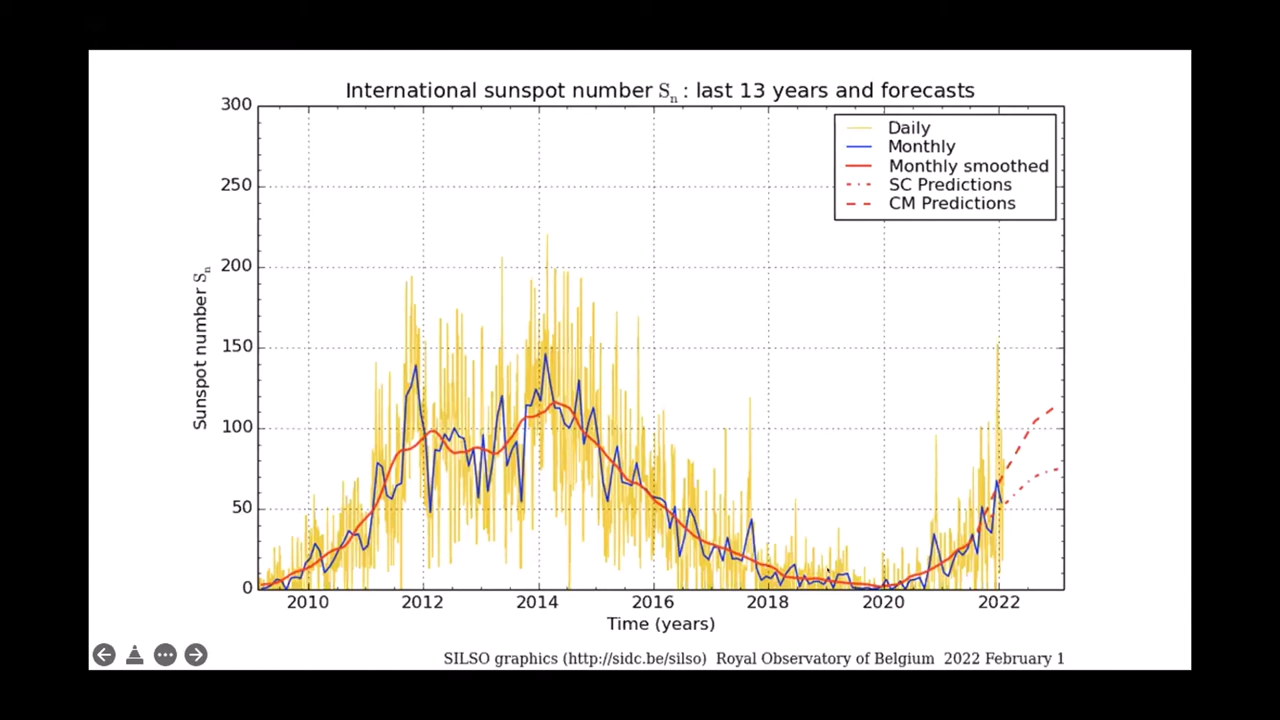 International sunspot number Sn : last 13 years and forecasts
300
250
200
150
100
50
0
Sunspot number Sn
Daily
Monthly
Monthly smoothed
SC Predictions
CM Predictions
2010 2012 2014 2016 2018 2020 2022
Time (years)
SILSO graphics (http://sidc.be/silso) Royal Observatory of Belgium 2022 February 1